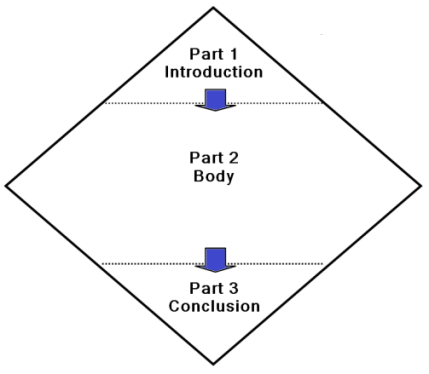 Part 1
Introduction
Part 2
Body
Part 3
Conclusion